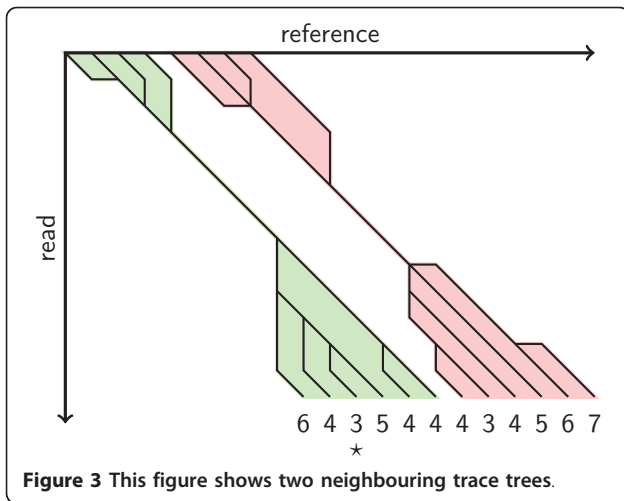 reference
read
6 4 3 5 4 4 4 3 4 5 6 7
⋆
Figure 3 This figure shows two neighbouring trace trees.